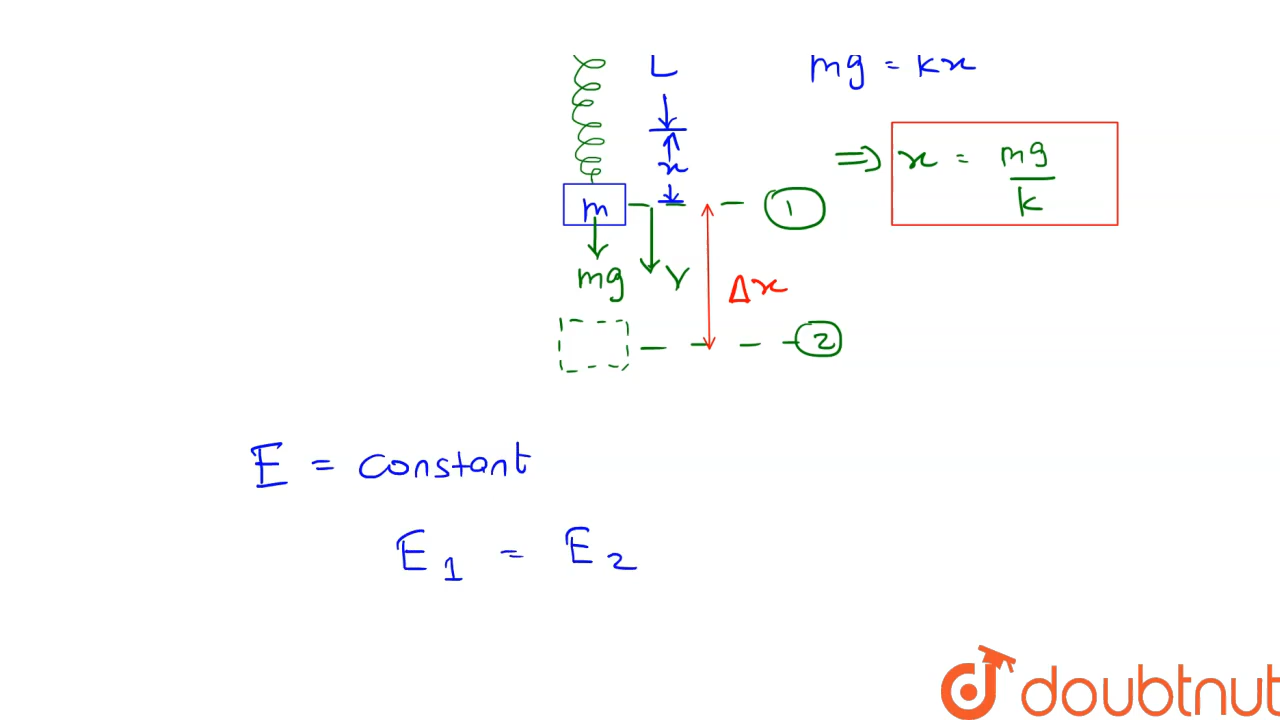 L
mg = kx
x
⇒ x = mg/k
m
1
mg
v
Δx
2
E = constant
E1 = E2
doubtnut